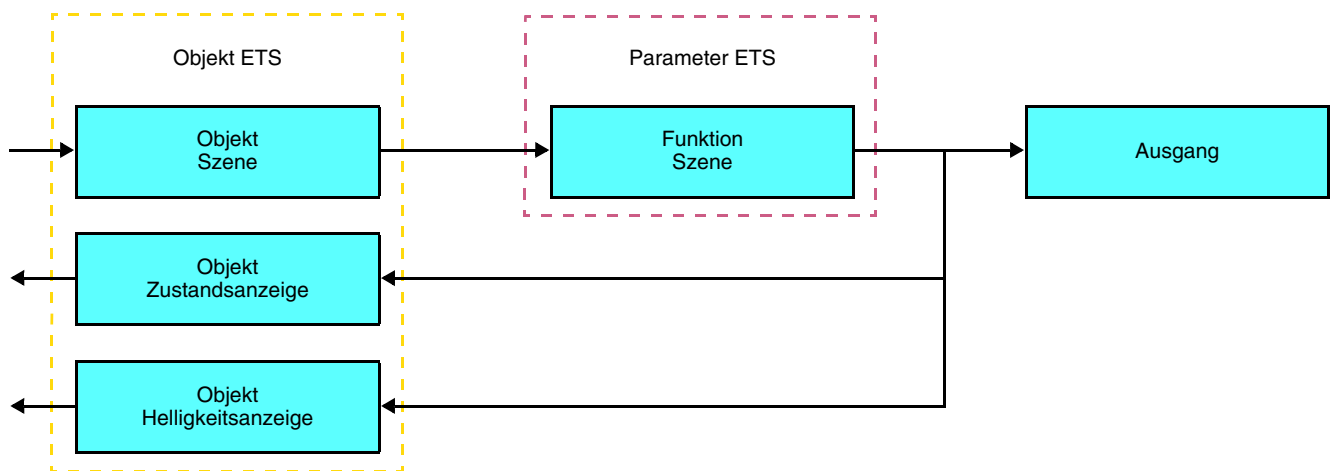 Objekt ETS
Parameter ETS
Objekt
Szene
Funktion
Szene
Ausgang
Objekt
Zustandsanzeige
Objekt
Helligkeitsanzeige